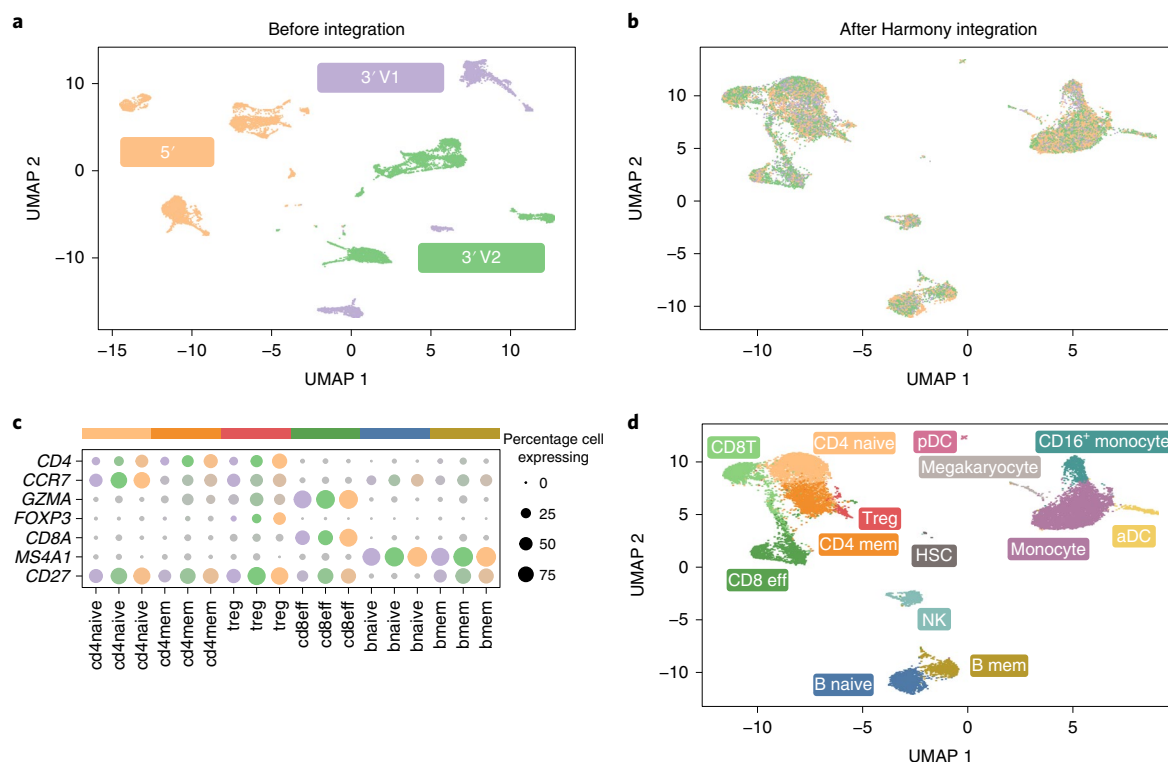 a
Before integration
10
0
−10
UMAP 2
−15
−10
−5
0
5
10
UMAP 1
3′ V1
5′
3′ V2
b
After Harmony integration
10
5
0
−5
−10
UMAP 2
−10
−5
0
5
UMAP 1
c
Percentage cell
expressing
0
25
50
75
CD4
CCR7
GZMA
FOXP3
CD8A
MS4A1
CD27
cd4naive
cd4naive
cd4naive
cd4mem
cd4mem
cd4mem
treg
treg
treg
cd8eff
cd8eff
cd8eff
bnaive
bnaive
bnaive
bmem
bmem
bmem
d
10
5
0
−5
−10
UMAP 2
−10
−5
0
5
UMAP 1
CD8T
CD4 naive
pDC
CD16⁺ monocyte
Megakaryocyte
Treg
CD4 mem
HSC
Monocyte
aDC
CD8 eff
NK
B naive
B mem